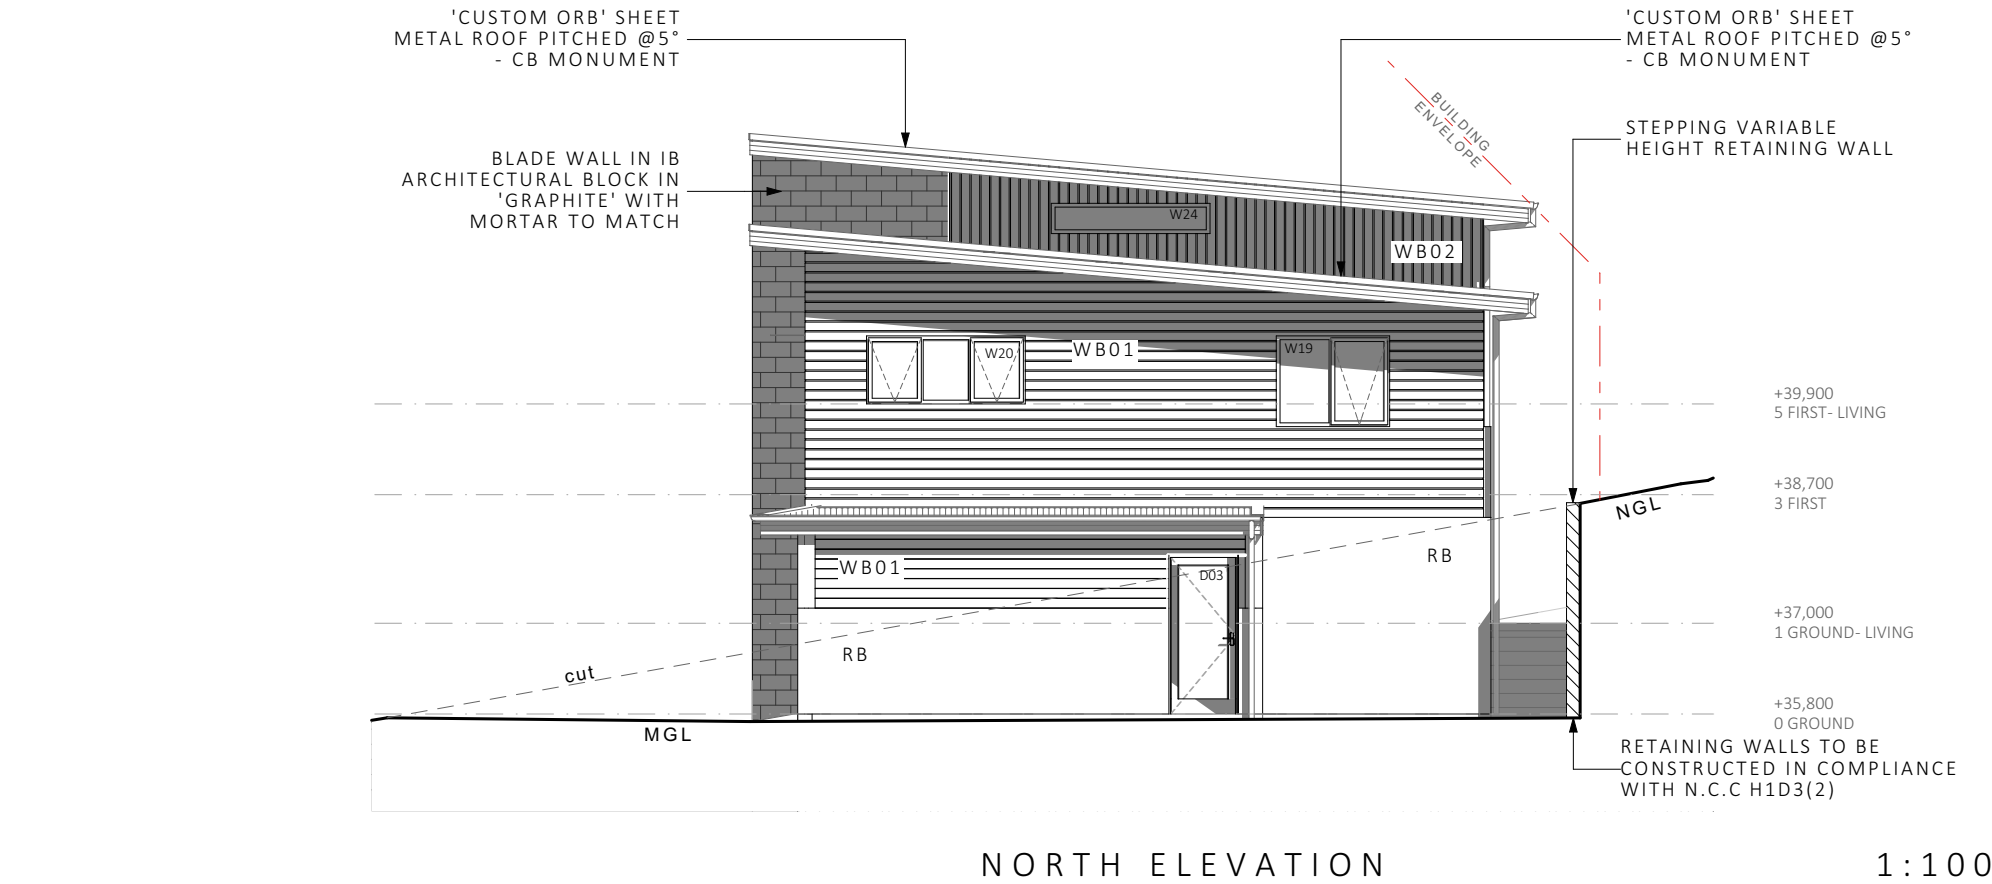 'CUSTOM ORB' SHEET
METAL ROOF PITCHED @5°
- CB MONUMENT
'CUSTOM ORB' SHEET
METAL ROOF PITCHED @5°
- CB MONUMENT
BUILDING
ENVELOPE
STEPPING VARIABLE
HEIGHT RETAINING WALL
BLADE WALL IN IB
ARCHITECTURAL BLOCK IN
'GRAPHITE' WITH
MORTAR TO MATCH
W24
WB02
W20
WB01
W19
+39,900
5 FIRST- LIVING
+38,700
3 FIRST
NGL
RB
WB01
D03
+37,000
1 GROUND- LIVING
RB
cut
+35,800
0 GROUND
MGL
RETAINING WALLS TO BE
CONSTRUCTED IN COMPLIANCE
WITH N.C.C H1D3(2)
NORTH ELEVATION
1:100